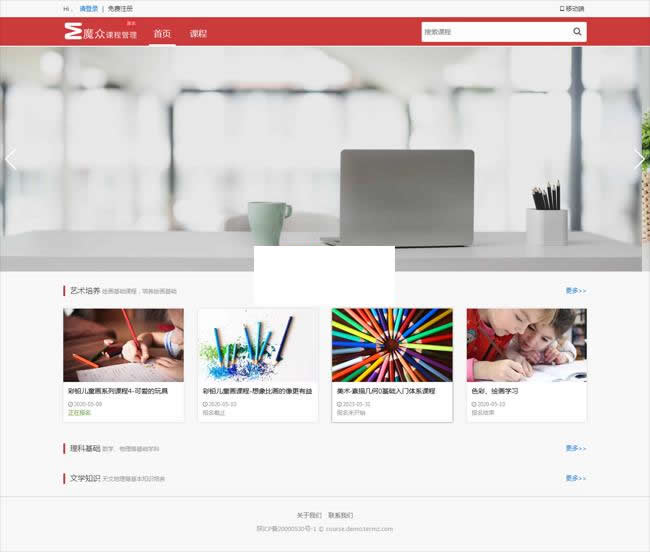 Hi， 请登录 | 免费注册
移动端
魔众课程管理
首页
课程
搜索课程
艺术培养 绘画基础课程，培养绘画基础
更多>>
彩铅儿童画系列课程4-可爱的玩具
2020-05-09
正在报名
彩铅儿童画课程-想象比画的像更有益
2020-05-10
报名截止
美术·素描几何0基础入门体系课程
2023-05-31
报名未开始
色彩、绘画学习
2020-05-10
报名结束
理科基础 数学、物理等基础学科
更多>>
文学知识 天文地理等基本知识培养
更多>>
关于我们 联系我们
陕ICP备20000530号-1 © course.demo.tecmz.com